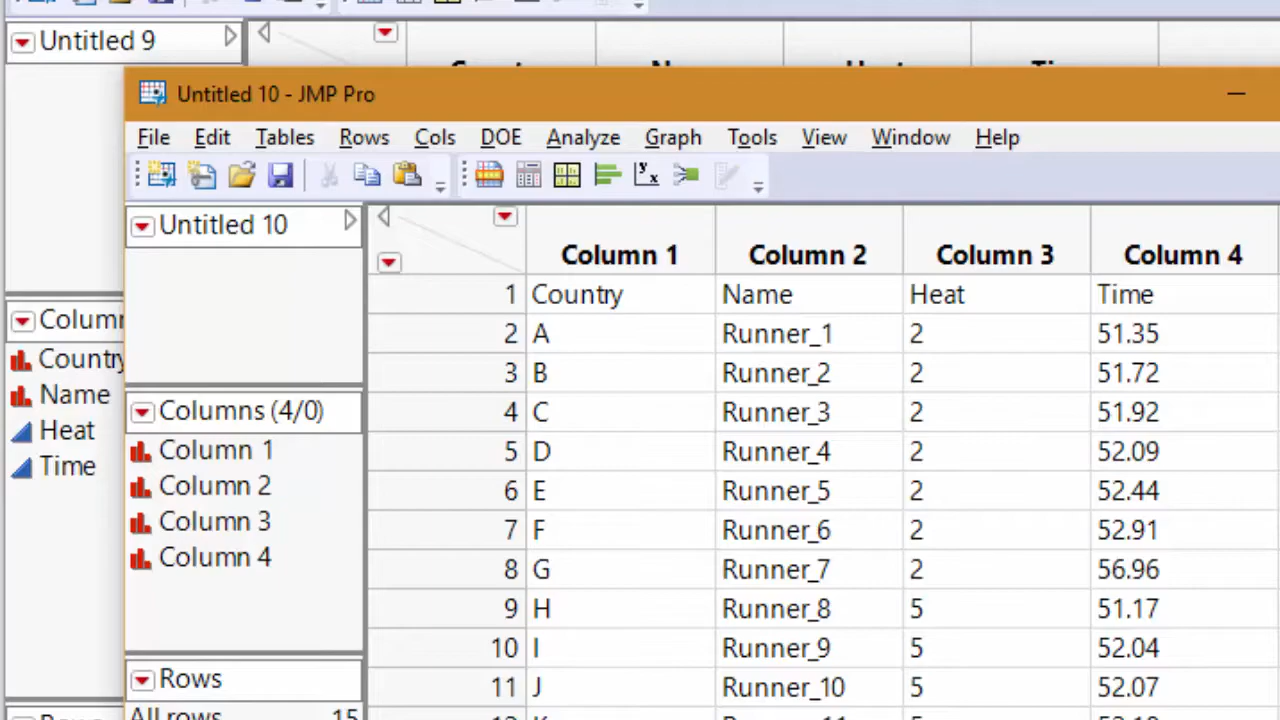 Untitled 9
Untitled 10 - JMP Pro
File Edit Tables Rows Cols DOE Analyze Graph Tools View Window Help
Untitled 10
Column 1 Column 2 Column 3 Column 4
1 Country Name Heat Time
2 A Runner_1 2 51.35
3 B Runner_2 2 51.72
4 C Runner_3 2 51.92
5 D Runner_4 2 52.09
6 E Runner_5 2 52.44
7 F Runner_6 2 52.91
8 G Runner_7 2 56.96
9 H Runner_8 5 51.17
10 I Runner_9 5 52.04
11 J Runner_10 5 52.07
Columns (4/0)
Column 1
Column 2
Column 3
Column 4
Rows
All rows 15
Country
Name
Heat
Time